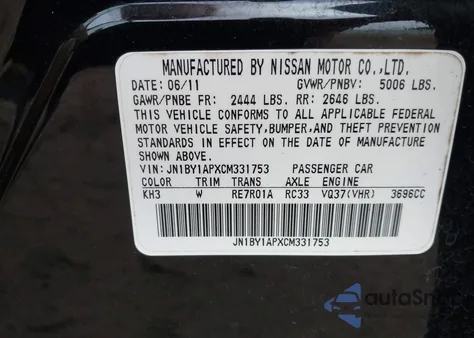 MANUFACTURED BY NISSAN MOTOR CO.,LTD.
DATE: 06/11 GVWR/PNBV: 5006 LBS.
GAWR/PNBE FR: 2444 LBS. RR: 2646 LBS.
THIS VEHICLE CONFORMS TO ALL APPLICABLE FEDERAL
MOTOR VEHICLE SAFETY,BUMPER,AND THEFT PREVENTION
STANDARDS IN EFFECT ON THE DATE OF MANUFACTURE
SHOWN ABOVE.
VIN: JN1BY1APXCM331753 PASSENGER CAR
COLOR TRIM TRANS AXLE ENGINE
KH3 W RE7R01A RC33 VQ37(VHR) 3696CC
JN1BY1APXCM331753
autoSnap